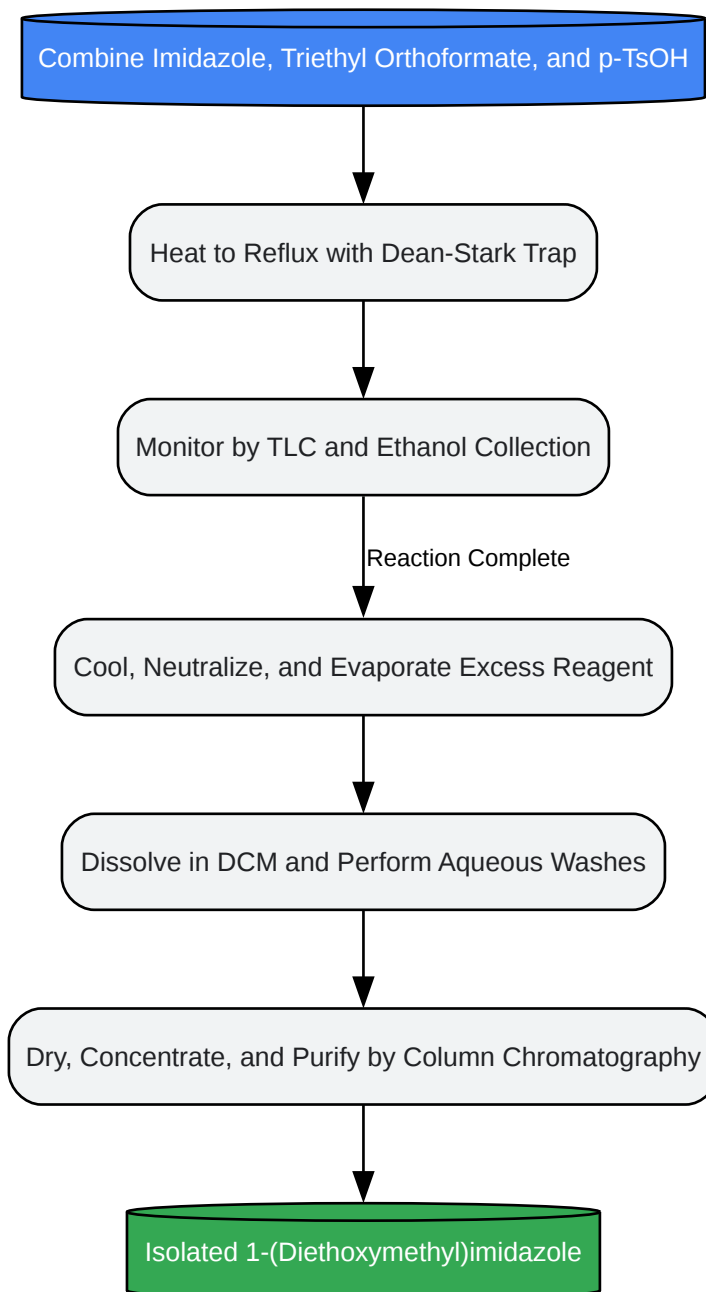 Combine Imidazole, Triethyl Orthoformate, and p-TsOH
Heat to Reflux with Dean-Stark Trap
Monitor by TLC and Ethanol Collection
Reaction Complete
Cool, Neutralize, and Evaporate Excess Reagent
Dissolve in DCM and Perform Aqueous Washes
Dry, Concentrate, and Purify by Column Chromatography
Isolated 1-(Diethoxymethyl)imidazole